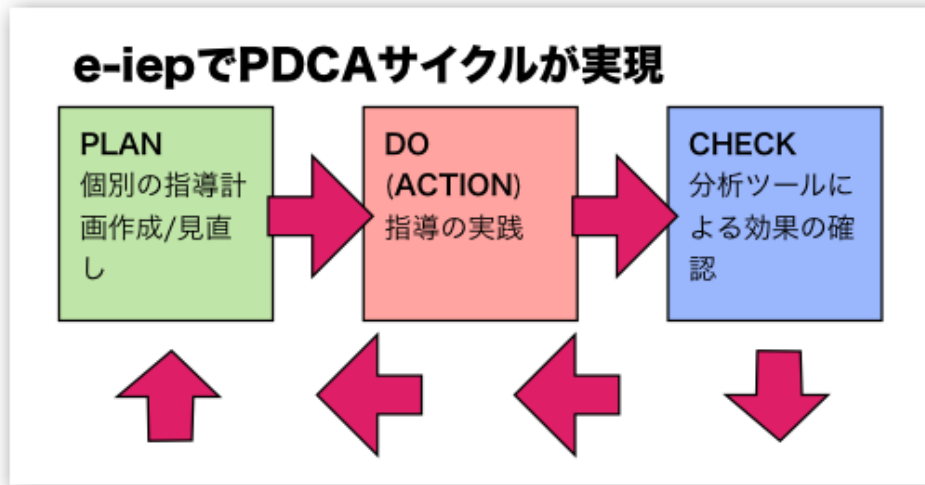 e-iepでPDCAサイクルが実現
PLAN
個別の指導計
画作成/見直
し
DO
(ACTION)
指導の実践
CHECK
分析ツールに
よる効果の確
認